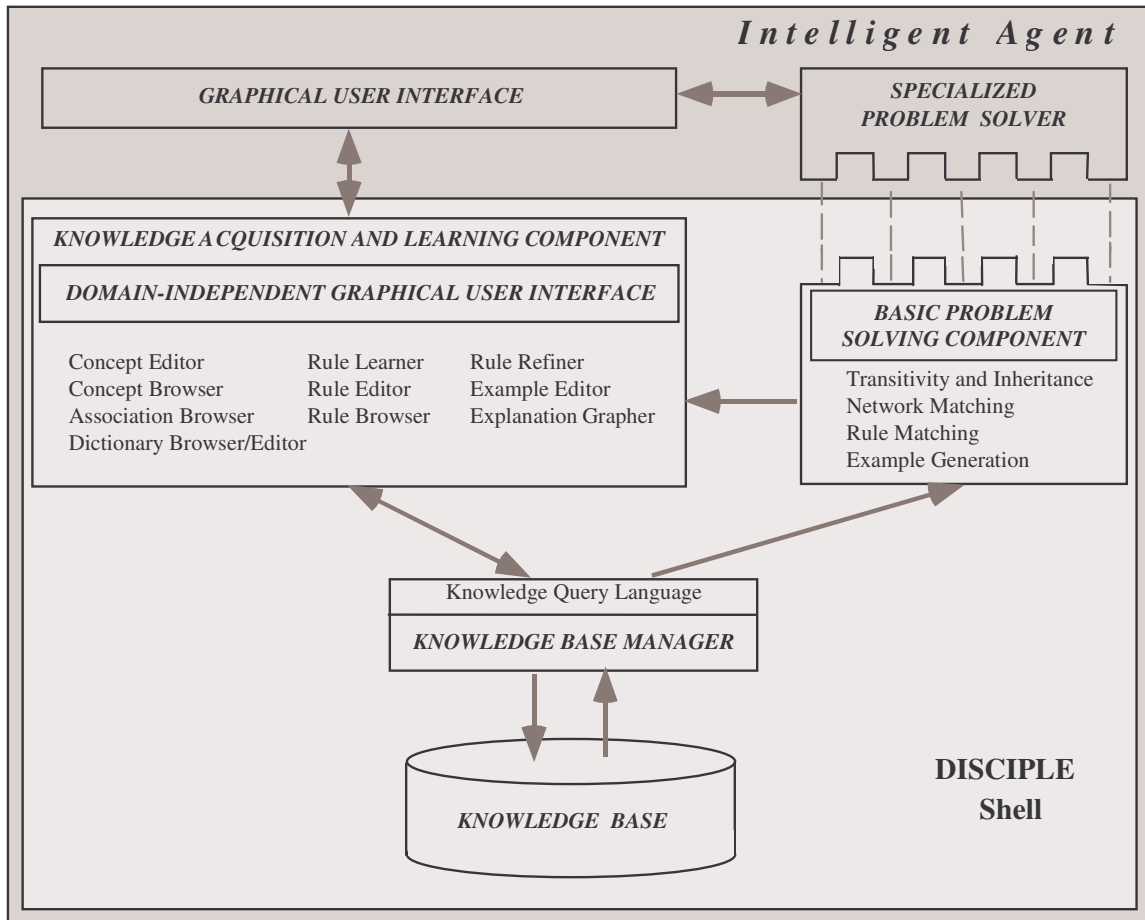 Intelligent Agent
GRAPHICAL USER INTERFACE
SPECIALIZED
PROBLEM SOLVER
KNOWLEDGE ACQUISITION AND LEARNING COMPONENT
DOMAIN-INDEPENDENT GRAPHICAL USER INTERFACE
Concept Editor
Concept Browser
Association Browser
Dictionary Browser/Editor
Rule Learner
Rule Editor
Rule Browser
Rule Refiner
Example Editor
Explanation Grapher
BASIC PROBLEM
SOLVING COMPONENT
Transitivity and Inheritance
Network Matching
Rule Matching
Example Generation
Knowledge Query Language
KNOWLEDGE BASE MANAGER
KNOWLEDGE BASE
DISCIPLE
Shell